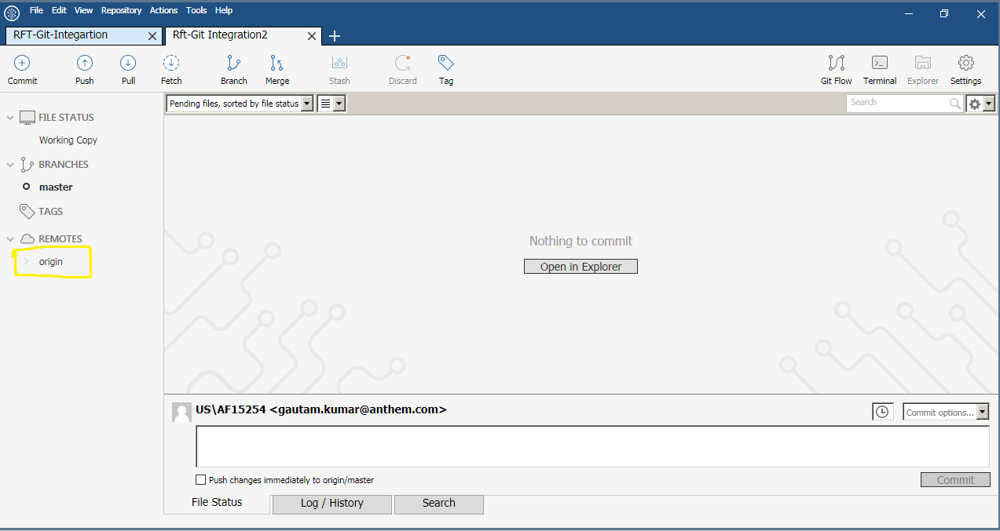 File Edit View Repository Actions Tools Help
RFT-Git-Integartion Rft-Git Integration2
Commit Push Pull Fetch Branch Merge Stash Discard Tag Git Flow Terminal Explorer Settings
Pending files, sorted by file status Search
FILE STATUS
Working Copy
BRANCHES
master
TAGS
REMOTES
origin
Nothing to commit
Open in Explorer
US\AF15254 <gautam.kumar@anthem.com>
Commit options...
Push changes immediately to origin/master
Commit
File Status Log / History Search